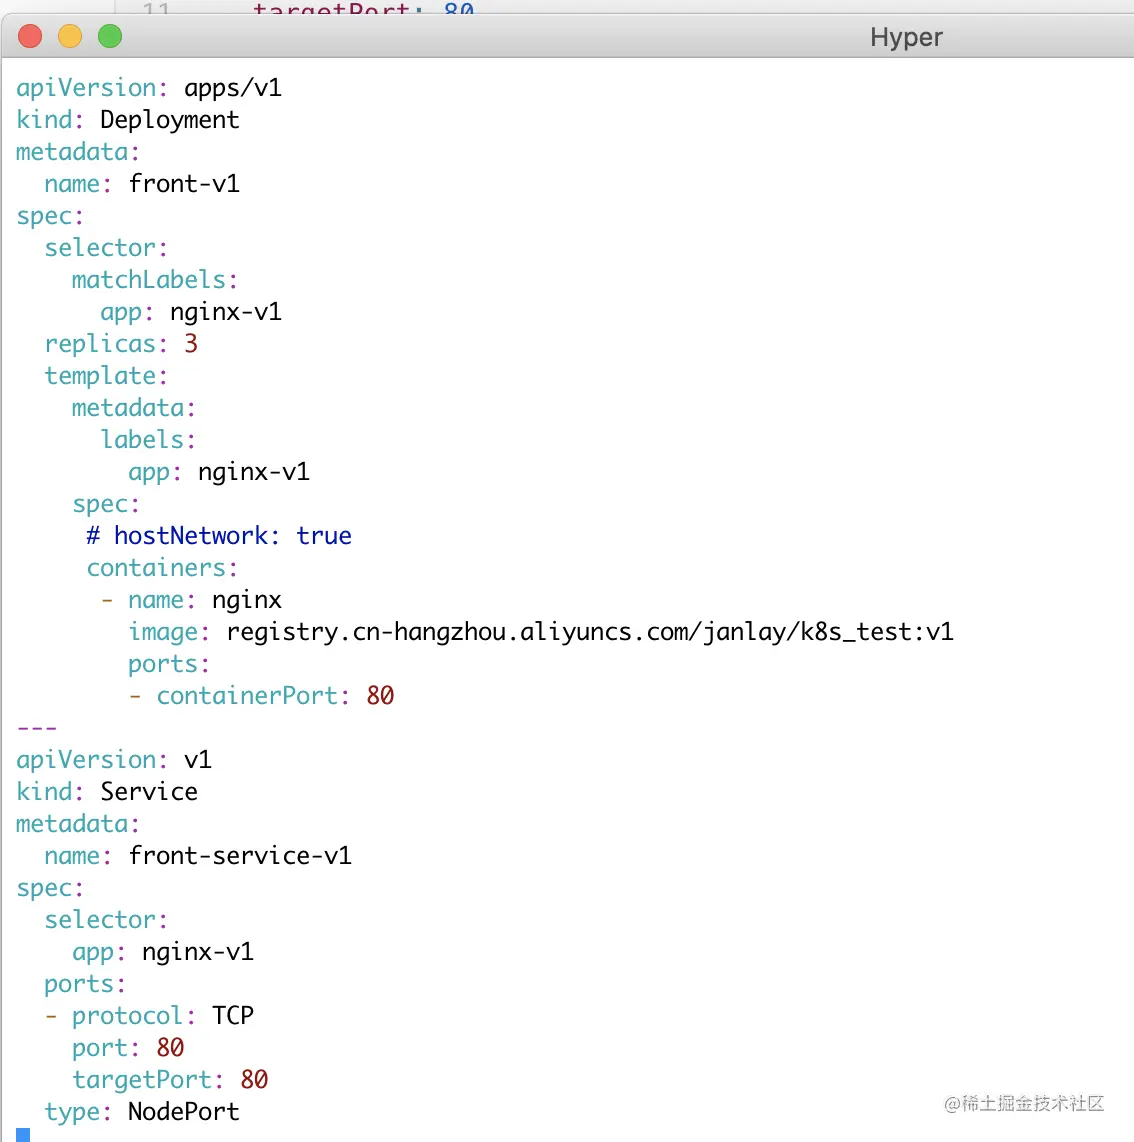 11 targetPort: 80
Hyper
apiVersion: apps/v1
kind: Deployment
metadata:
  name: front-v1
spec:
  selector:
    matchLabels:
      app: nginx-v1
  replicas: 3
  template:
    metadata:
      labels:
        app: nginx-v1
    spec:
     # hostNetwork: true
     containers:
      - name: nginx
        image: registry.cn-hangzhou.aliyuncs.com/janlay/k8s_test:v1
        ports:
        - containerPort: 80
---
apiVersion: v1
kind: Service
metadata:
  name: front-service-v1
spec:
  selector:
    app: nginx-v1
  ports:
  - protocol: TCP
    port: 80
    targetPort: 80
  type: NodePort
@稀土掘金技术社区